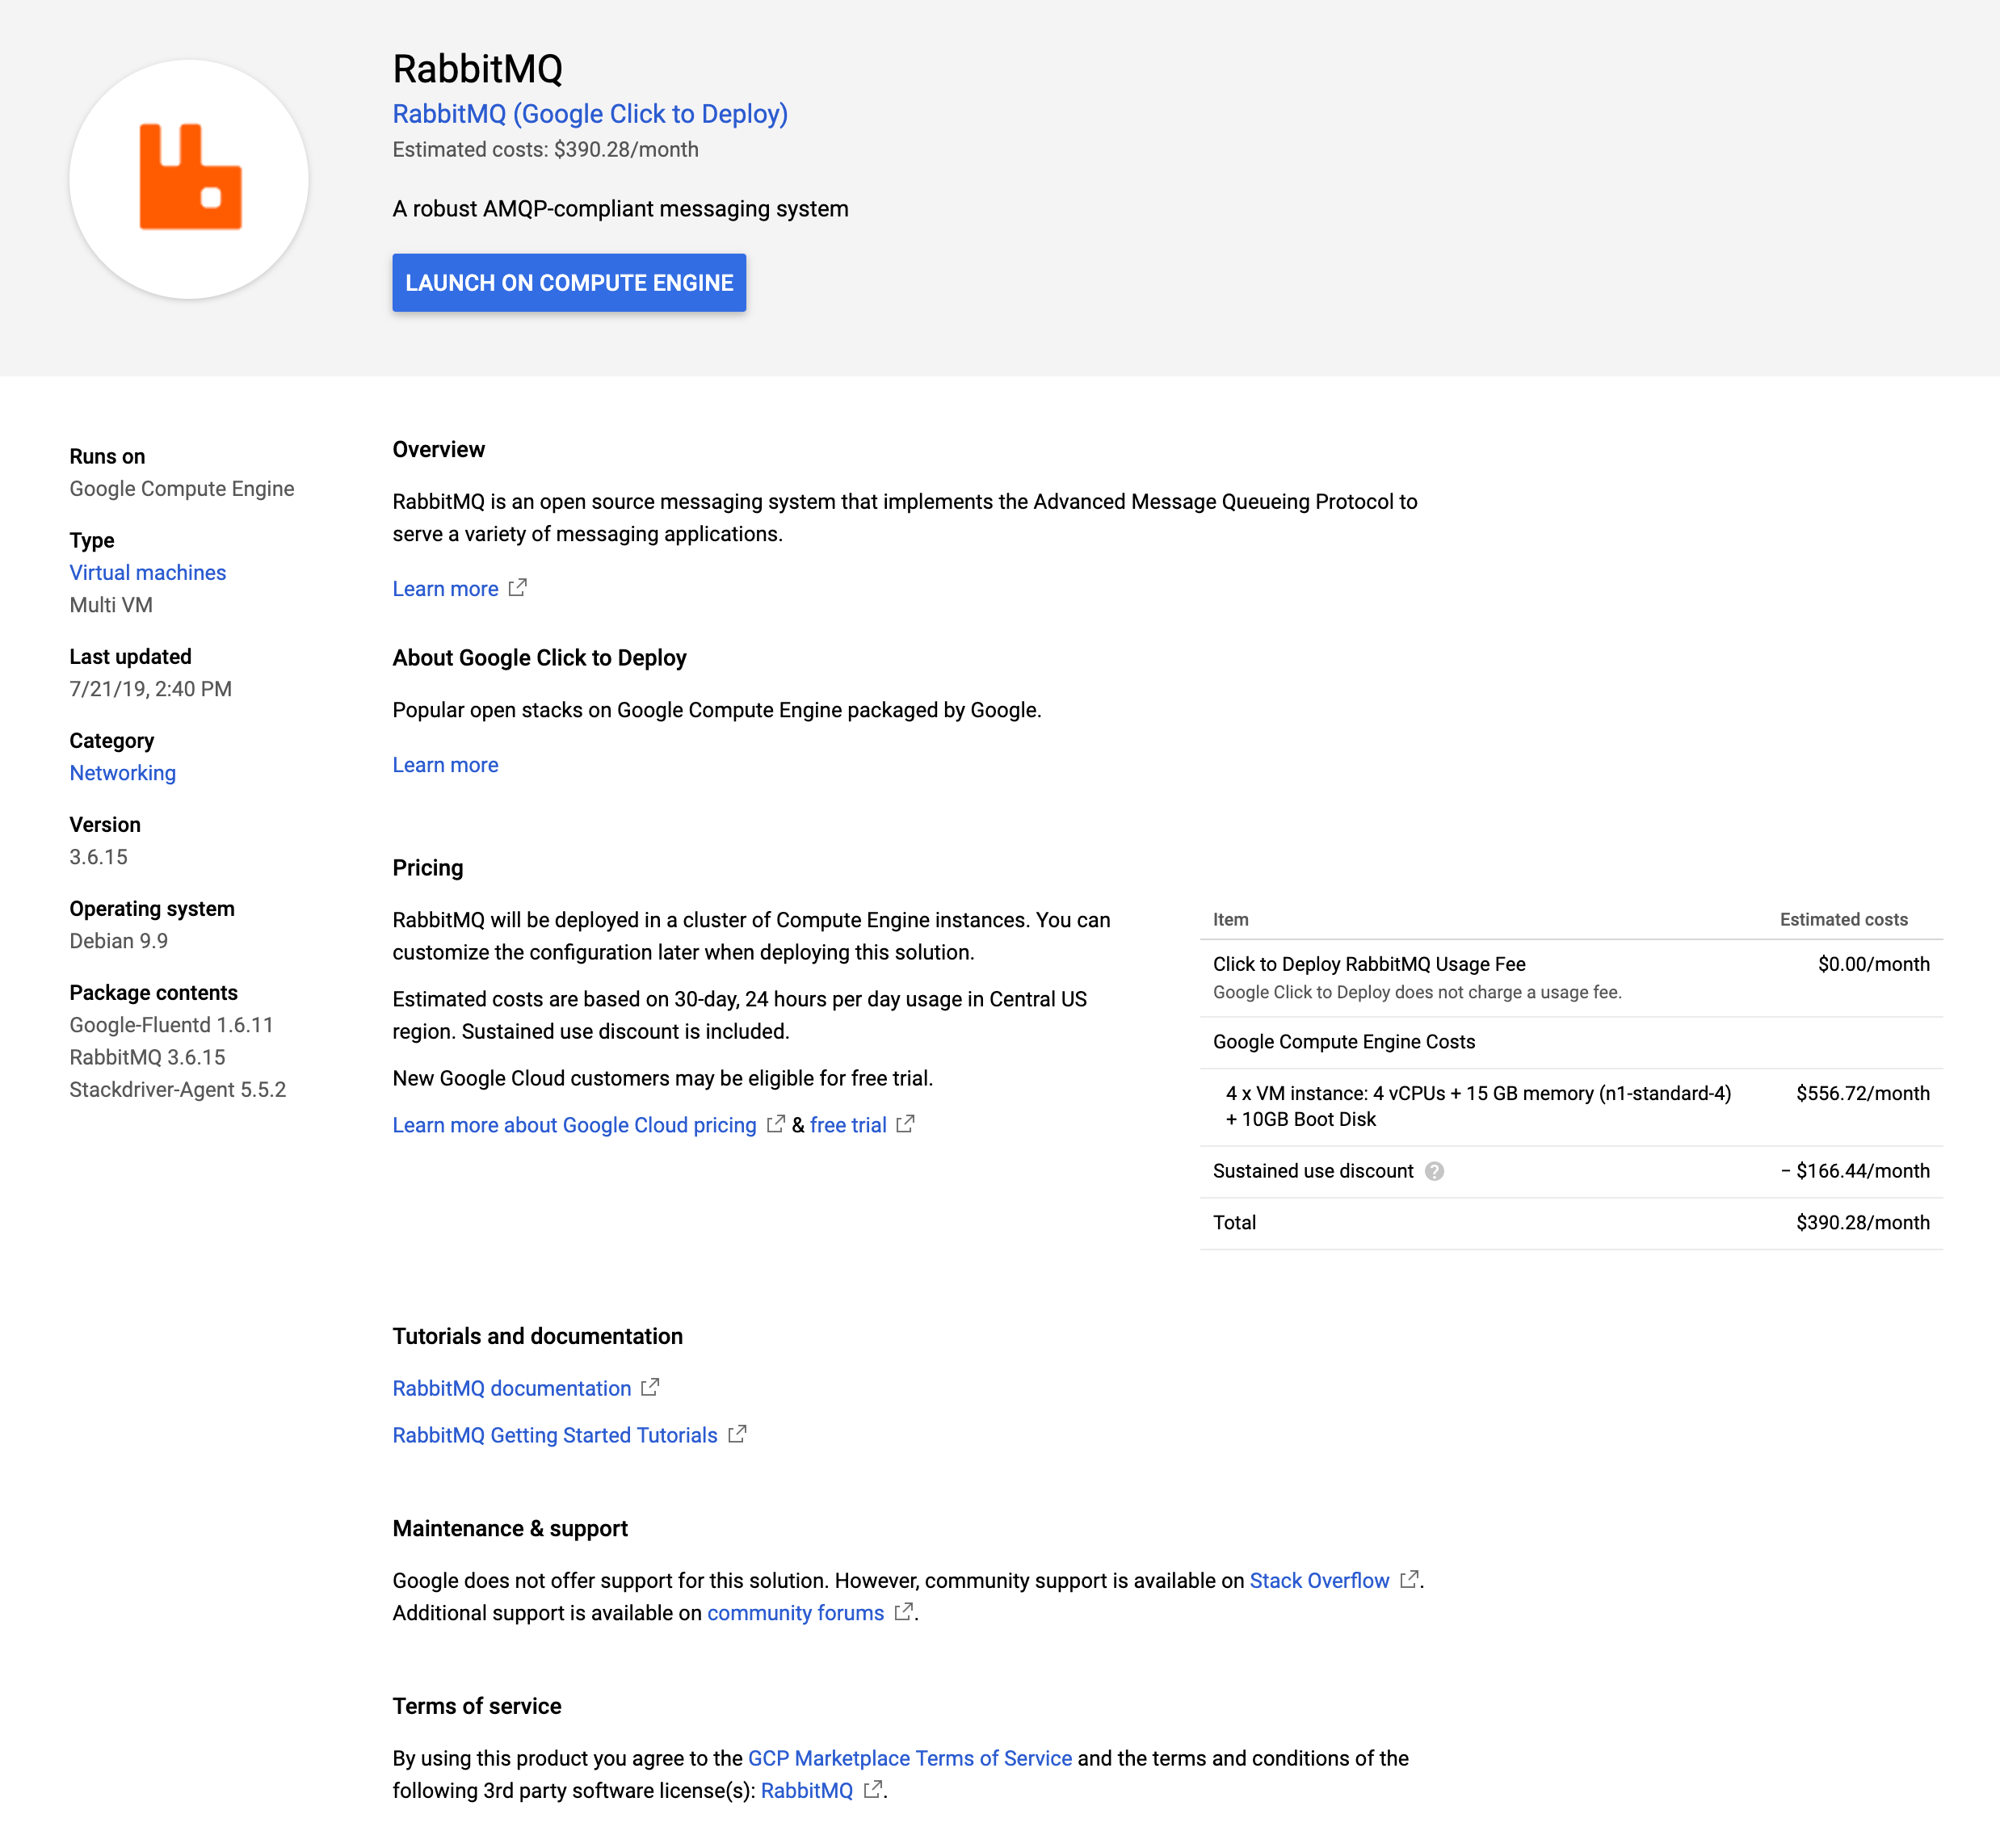 RabbitMQ
RabbitMQ (Google Click to Deploy)
Estimated costs: $390.28/month
A robust AMQP-compliant messaging system
LAUNCH ON COMPUTE ENGINE
Runs on
Google Compute Engine
Type
Virtual machines
Multi VM
Last updated
7/21/19, 2:40 PM
Category
Networking
Version
3.6.15
Operating system
Debian 9.9
Package contents
Google-Fluentd 1.6.11
RabbitMQ 3.6.15
Stackdriver-Agent 5.5.2
Overview
RabbitMQ is an open source messaging system that implements the Advanced Message Queueing Protocol to
serve a variety of messaging applications.
Learn more
About Google Click to Deploy
Popular open stacks on Google Compute Engine packaged by Google.
Learn more
Pricing
RabbitMQ will be deployed in a cluster of Compute Engine instances. You can
customize the configuration later when deploying this solution.
Estimated costs are based on 30-day, 24 hours per day usage in Central US
region. Sustained use discount is included.
New Google Cloud customers may be eligible for free trial.
Learn more about Google Cloud pricing & free trial
Item Estimated costs
Click to Deploy RabbitMQ Usage Fee $0.00/month
Google Click to Deploy does not charge a usage fee.
Google Compute Engine Costs
4 x VM instance: 4 vCPUs + 15 GB memory (n1-standard-4) $556.72/month
+ 10GB Boot Disk
Sustained use discount ? − $166.44/month
Total $390.28/month
Tutorials and documentation
RabbitMQ documentation
RabbitMQ Getting Started Tutorials
Maintenance & support
Google does not offer support for this solution. However, community support is available on Stack Overflow .
Additional support is available on community forums .
Terms of service
By using this product you agree to the GCP Marketplace Terms of Service and the terms and conditions of the
following 3rd party software license(s): RabbitMQ .